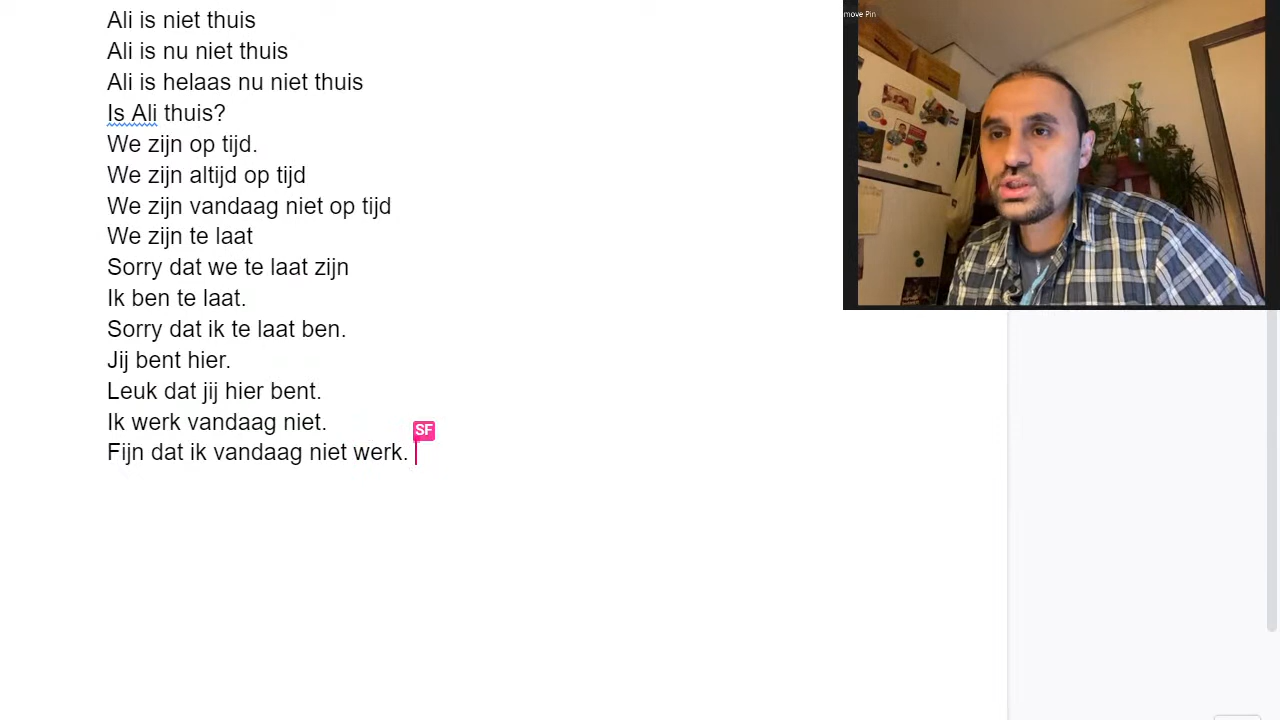 Ali is niet thuis
Ali is nu niet thuis
Ali is helaas nu niet thuis
Is Ali thuis?
We zijn op tijd.
We zijn altijd op tijd
We zijn vandaag niet op tijd
We zijn te laat
Sorry dat we te laat zijn
Ik ben te laat.
Sorry dat ik te laat ben.
Jij bent hier.
Leuk dat jij hier bent.
Ik werk vandaag niet.
SF
Fijn dat ik vandaag niet werk.
move Pin